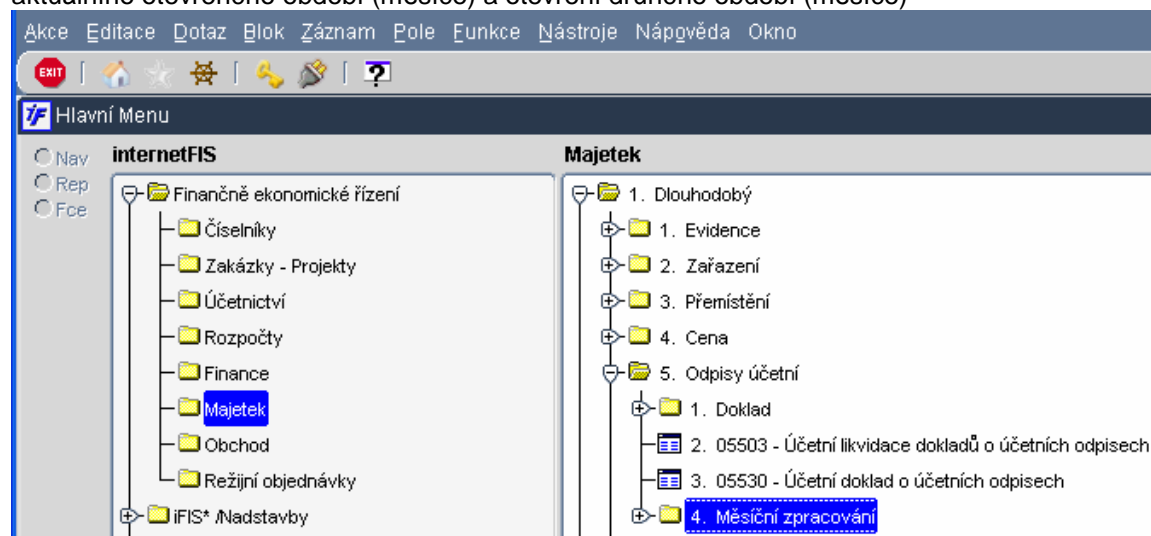 aktuálního otevřeného období (měsíce) a otevření druhého období (měsíce)
Akce Editace Dotaz Blok Záznam Pole Funkce Nástroje Nápověda Okno
EXIT
Hlavní Menu
Nav
Rep
Fce
internetFIS
Finančně ekonomické řízení
Číselníky
Zakázky - Projekty
Účetnictví
Rozpočty
Finance
Majetek
Obchod
Režijní objednávky
iFIS* /Nadstavby
Majetek
1. Dlouhodobý
1. Evidence
2. Zařazení
3. Přemístění
4. Cena
5. Odpisy účetní
1. Doklad
2. 05503 - Účetní likvidace dokladů o účetních odpisech
3. 05530 - Účetní doklad o účetních odpisech
4. Měsíční zpracování